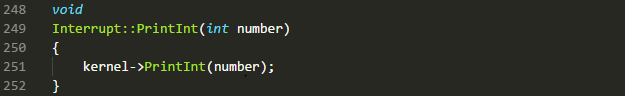 248 void
249 Interrupt::PrintInt(int number)
250 {
251     kernel->PrintInt(number);
252 }